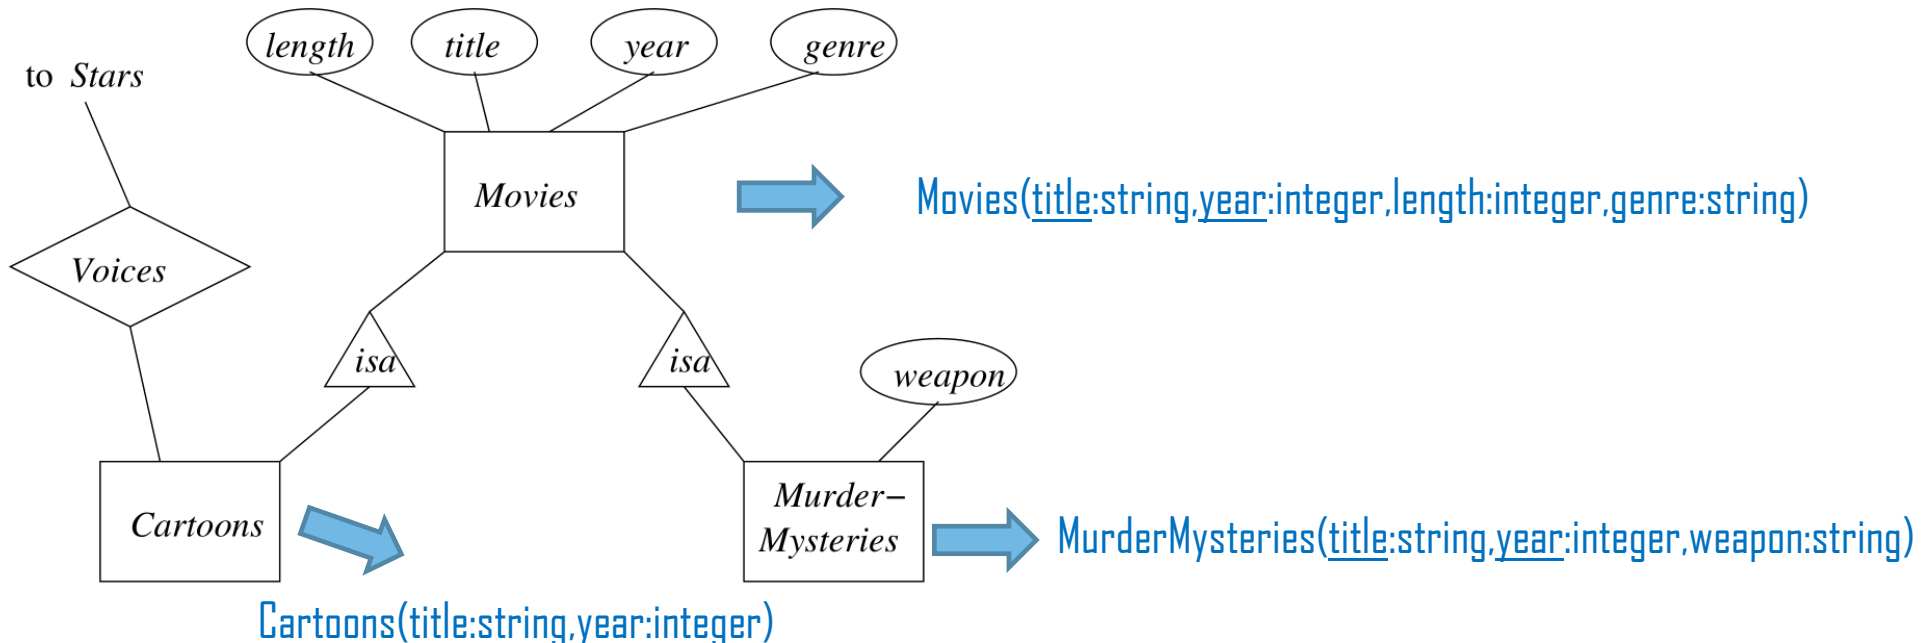 length
title
year
genre
to Stars
Movies
Movies(title:string,year:integer,length:integer,genre:string)
Voices
isa
isa
weapon
Cartoons
Murder–
Mysteries
MurderMysteries(title:string,year:integer,weapon:string)
Cartoons(title:string,year:integer)